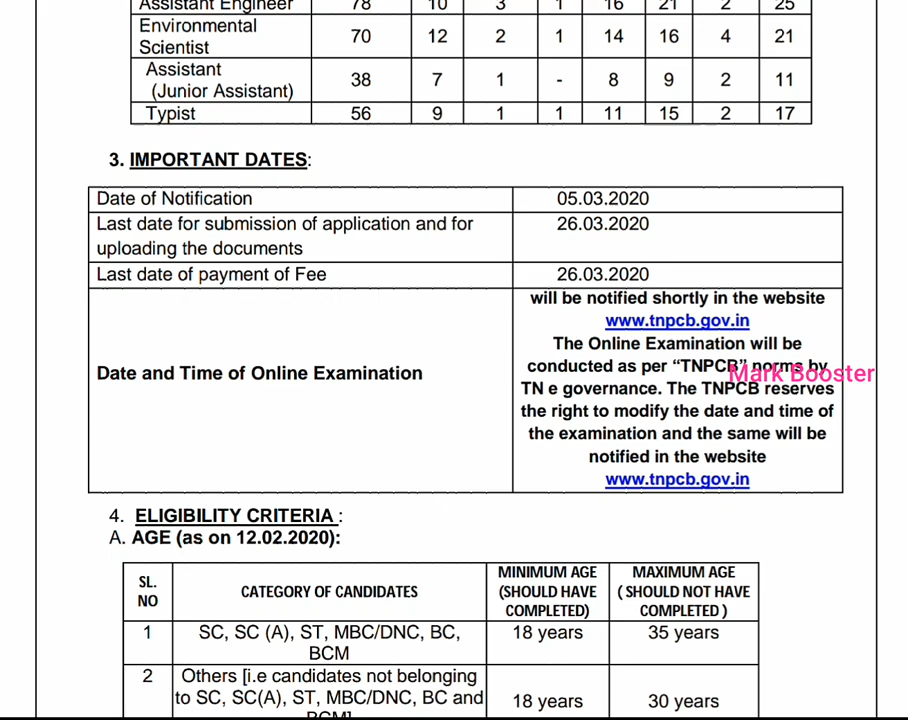 Assistant Engineer 78 10 3 1 16 21 2 25
Environmental
Scientist 70 12 2 1 14 16 4 21
Assistant
(Junior Assistant) 38 7 1 - 8 9 2 11
Typist 56 9 1 1 11 15 2 17
3. IMPORTANT DATES:
Date of Notification 05.03.2020
Last date for submission of application and for 26.03.2020
uploading the documents
Last date of payment of Fee 26.03.2020
Date and Time of Online Examination
will be notified shortly in the website
www.tnpcb.gov.in
The Online Examination will be
conducted as per “TNPCB” norms by
TN e governance. The TNPCB reserves
the right to modify the date and time of
the examination and the same will be
notified in the website
www.tnpcb.gov.in
Mark Booster
4. ELIGIBILITY CRITERIA :
A. AGE (as on 12.02.2020):
SL.
NO
CATEGORY OF CANDIDATES
MINIMUM AGE
(SHOULD HAVE
COMPLETED)
MAXIMUM AGE
( SHOULD NOT HAVE
COMPLETED )
1 SC, SC (A), ST, MBC/DNC, BC, 18 years 35 years
BCM
2 Others [i.e candidates not belonging
to SC, SC(A), ST, MBC/DNC, BC and 18 years 30 years
BCM]